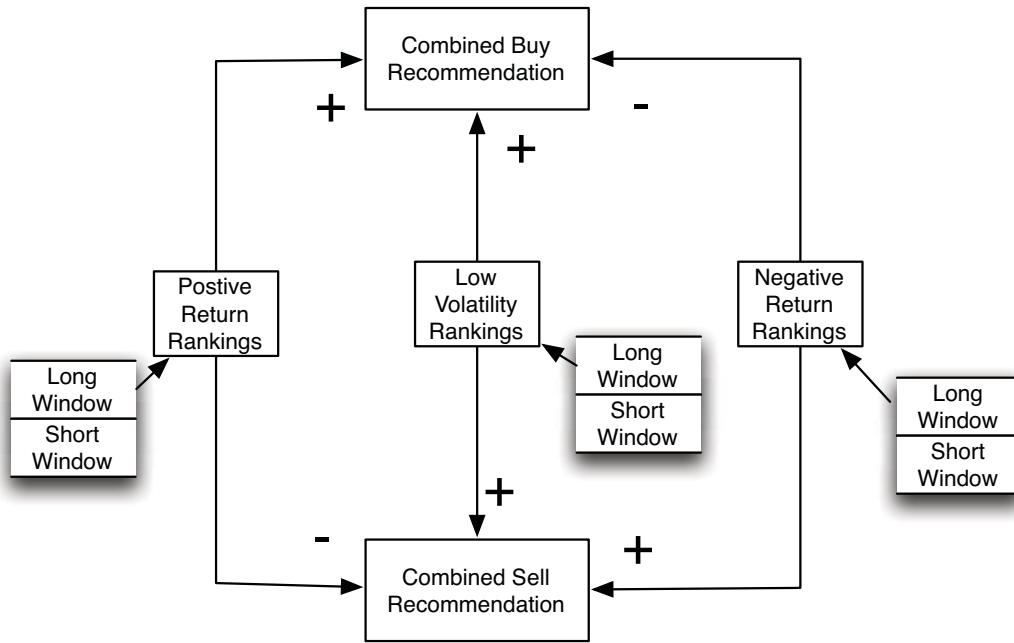 Combined Buy
Recommendation
+
-
+
Postive
Return
Rankings
Low
Volatility
Rankings
Negative
Return
Rankings
Long
Window
Short
Window
Long
Window
Short
Window
Long
Window
Short
Window
+
-
+
Combined Sell
Recommendation